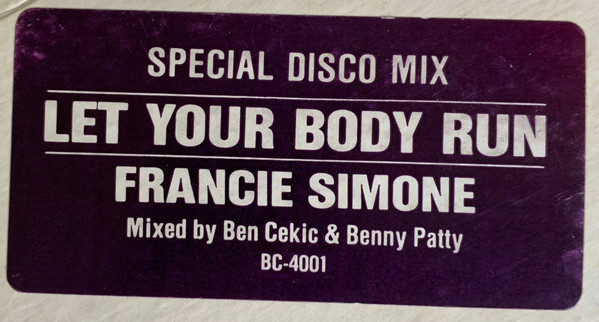 SPECIAL DISCO MIX
LET YOUR BODY RUN
FRANCIE SIMONE
Mixed by Ben Cekic & Benny Patty
BC-4001